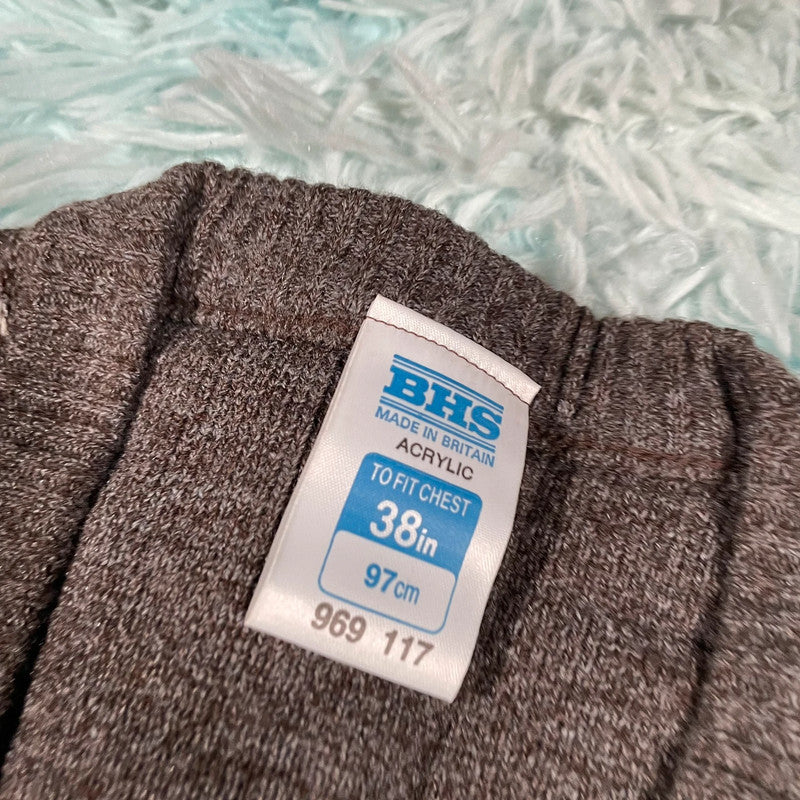 BHS
MADE IN BRITAIN
ACRYLIC
TO FIT CHEST
38in
97cm
969 117